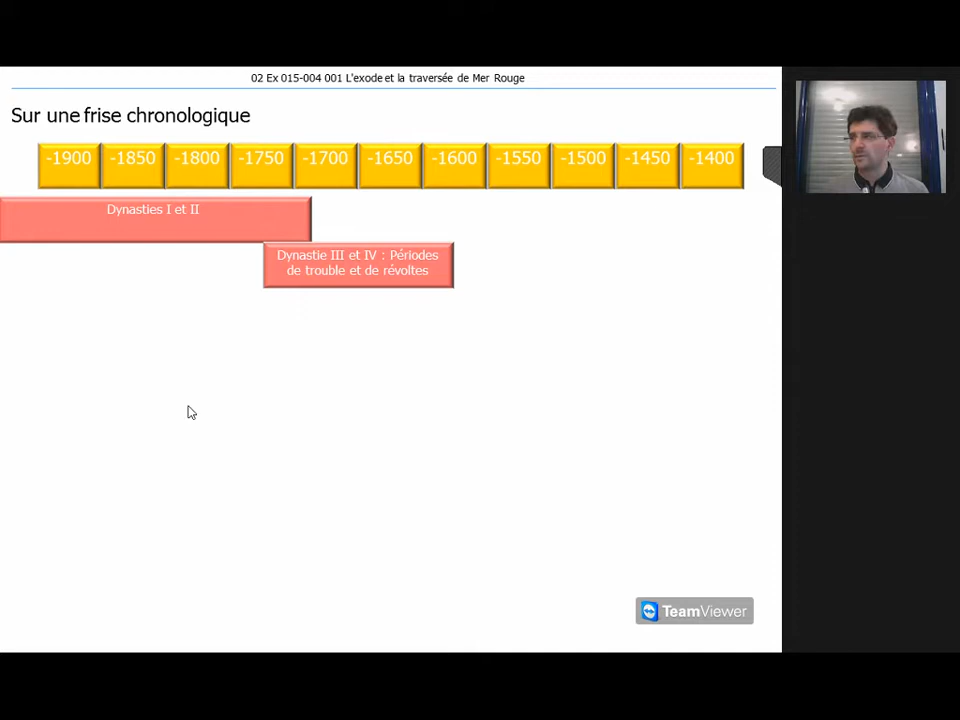 02 Ex 015-004 001 L'exode et la traversée de Mer Rouge
Sur une frise chronologique
-1900 -1850 -1800 -1750 -1700 -1650 -1600 -1550 -1500 -1450 -1400
Dynasties I et II
Dynastie III et IV : Périodes
de trouble et de révoltes
TeamViewer